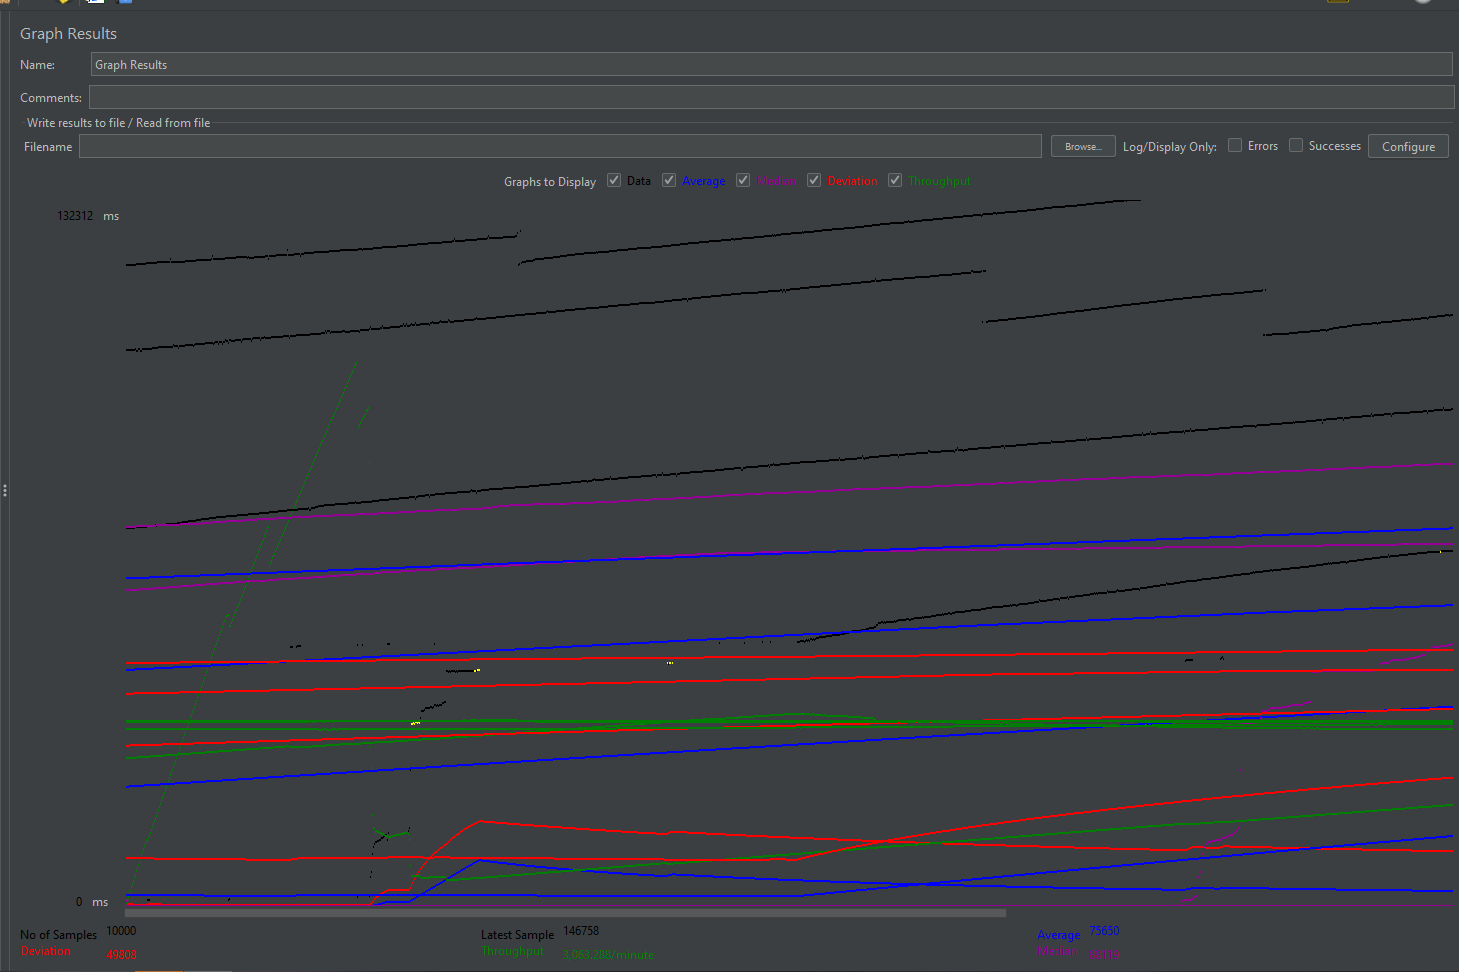 Graph Results
Name: Graph Results
Comments:
Write results to file / Read from file
Filename Browse... Log/Display Only: Errors Successes Configure
Graphs to Display Data Average Median Deviation Throughput
132312 ms
0 ms
No of Samples 10000 Latest Sample 146758 Average 75650
Deviation 49808 Throughput 3,063.288/minute Median 88110